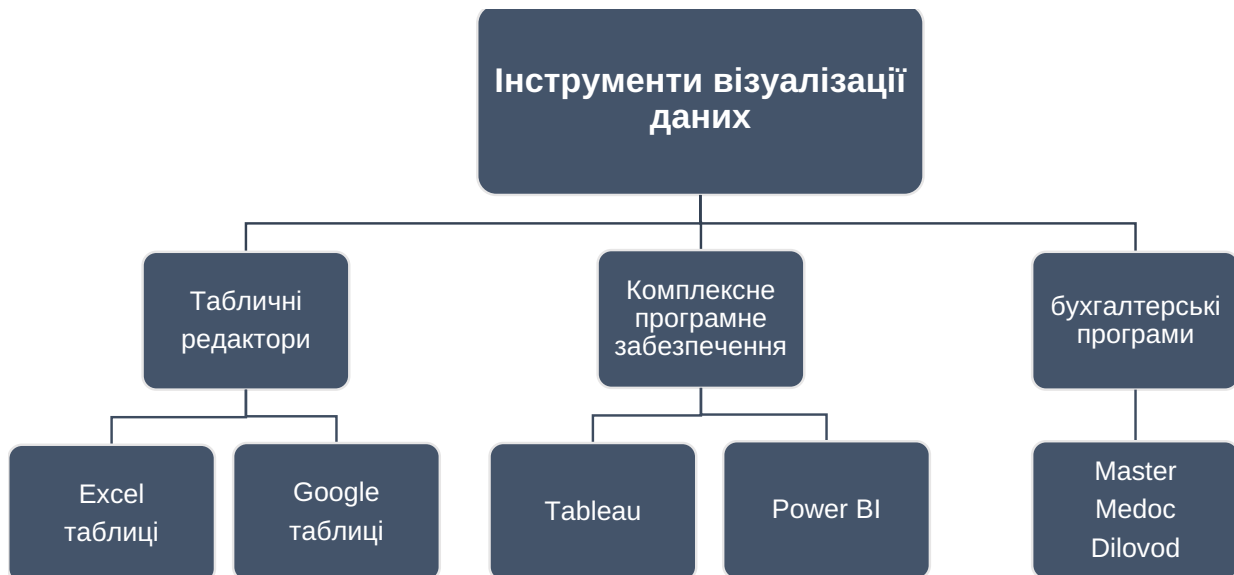 Інструменти візуалізації
даних
Табличні
редактори
Комплексне
програмне
забезпечення
бухгалтерські
програми
Excel
таблиці
Google
таблиці
Tableau
Power BI
Master
Medoc
Dilovod